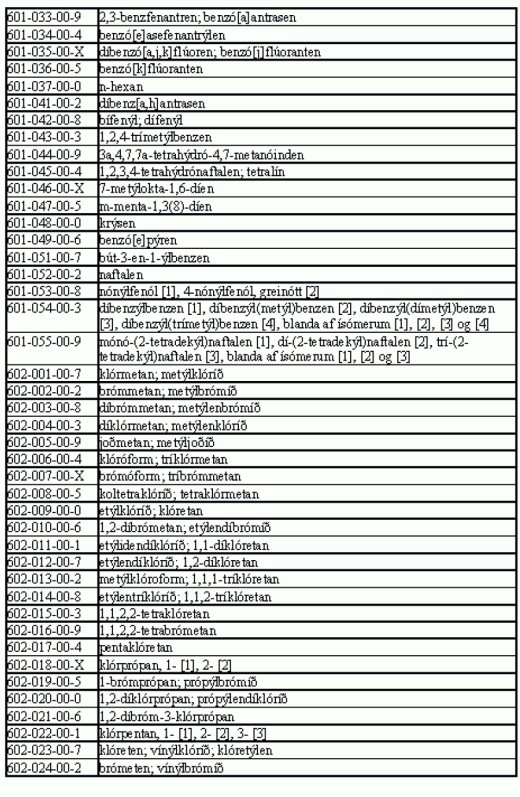 601-033-00-9 2,3-benzfenantren; benzó[a]antrasen
601-034-00-4 benzó[e]asefenantrýlen
601-035-00-X díbenzó[a,j,k]flúoren; benzó[j]flúoranten
601-036-00-5 benzó[k]flúoranten
601-037-00-0 n-hexan
601-041-00-2 díbenz[a,h]antrasen
601-042-00-8 bífenýl; dífenýl
601-043-00-3 1,2,4-trímetýlbenzen
601-044-00-9 3a,4,7,7a-tetrahýdró-4,7-metanóinden
601-045-00-4 1,2,3,4-tetrahýdrónaftalen; tetralín
601-046-00-X 7-metýlokta-1,6-díen
601-047-00-5 m-menta-1,3(8)-díen
601-048-00-0 krýsen
601-049-00-6 benzó[e]pýren
601-051-00-7 bút-3-en-1-ýlbenzen
601-052-00-2 naftalen
601-053-00-8 nónýlfenól [1], 4-nónýlfenól, greinótt [2]
601-054-00-3 díbenzýlbenzen [1], díbenzýl(metýl)benzen [2], díbenzýl(dímetýl)benzen
[3], díbenzýl(trímetýl)benzen [4], blanda af ísómerum [1], [2], [3] og [4]
601-055-00-9 mónó-(2-tetradekýl)naftalen [1], dí-(2-tetradekýl)naftalen [2], trí-(2-
tetradekýl)naftalen [3], blanda af ísómerum [1], [2] og [3]
602-001-00-7 klórmetan; metýlklóríð
602-002-00-2 brómmetan; metýlbrómíð
602-003-00-8 díbrómmetan; metýlenbrómíð
602-004-00-3 díklórmetan; metýlenklóríð
602-005-00-9 joðmetan; metýljoðíð
602-006-00-4 klóróform; tríklórmetan
602-007-00-X brómóform; tríbrómmetan
602-008-00-5 koltetraklóríð; tetraklórmetan
602-009-00-0 etýlklóríð; klóretan
602-010-00-6 1,2-díbrómetan; etýlendíbrómíð
602-011-00-1 etýlidendíklóríð; 1,1-díklóretan
602-012-00-7 etýlendíklóríð; 1,2-díklóretan
602-013-00-2 metýlklóroform; 1,1,1-tríklóretan
602-014-00-8 etýlentríklóríð; 1,1,2-tríklóretan
602-015-00-3 1,1,2,2-tetraklóretan
602-016-00-9 1,1,2,2-tetrabrómetan
602-017-00-4 pentaklóretan
602-018-00-X klórprópan, 1- [1], 2- [2]
602-019-00-5 1-brómprópan; própýlbrómíð
602-020-00-0 1,2-díklórprópan; própýlendíklóríð
602-021-00-6 1,2-díbróm-3-klórprópan
602-022-00-1 klórpentan, 1- [1], 2- [2], 3- [3]
602-023-00-7 klóreten; vínýlklóríð; klóretýlen
602-024-00-2 brómeten; vínýlbrómíð